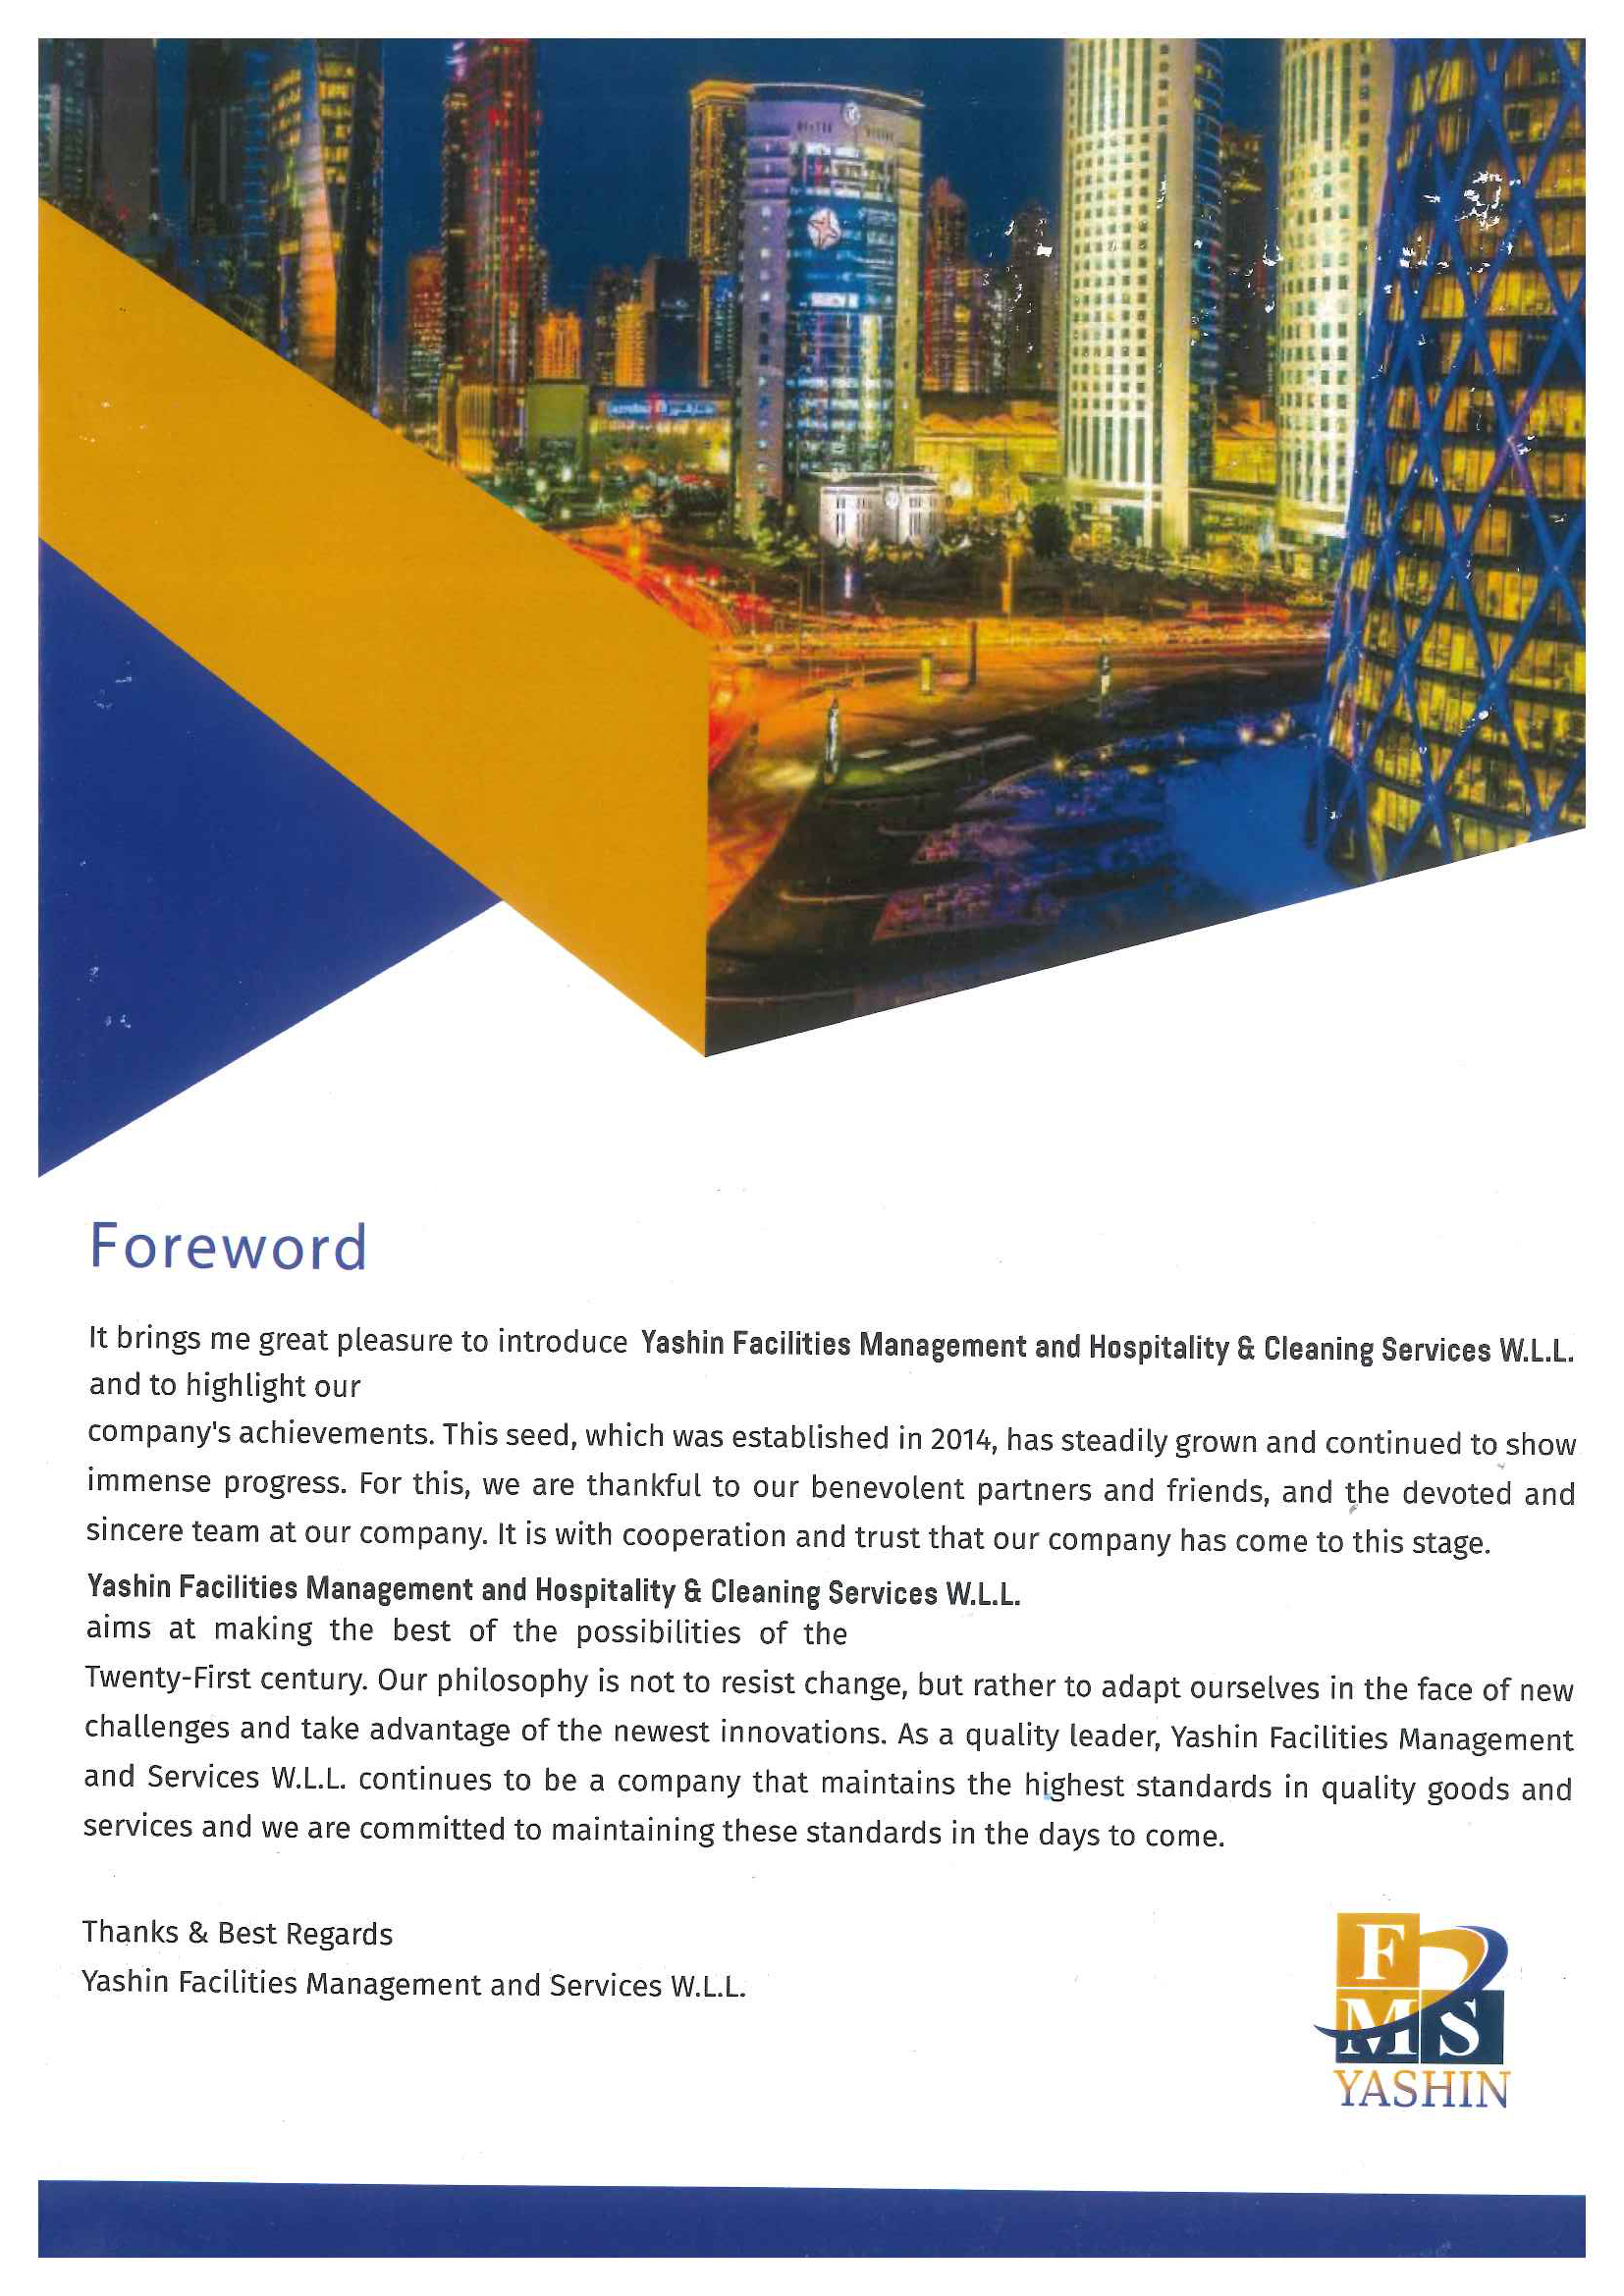 Foreword
It brings me great pleasure to introduce Yashin Facilities Management and Hospitality & Cleaning Services W.L.L.
and to highlight our
company's achievements. This seed, which was established in 2014, has steadily grown and continued to show
immense progress. For this, we are thankful to our benevolent partners and friends, and the devoted and
sincere team at our company. It is with cooperation and trust that our company has come to this stage.
Yashin Facilities Management and Hospitality & Cleaning Services W.L.L.
aims at making the best of the possibilities of the
Twenty-First century. Our philosophy is not to resist change, but rather to adapt ourselves in the face of new
challenges and take advantage of the newest innovations. As a quality leader, Yashin Facilities Management
and Services W.L.L. continues to be a company that maintains the highest standards in quality goods and
services and we are committed to maintaining these standards in the days to come.
Thanks & Best Regards
Yashin Facilities Management and Services W.L.L.
F
MS
YASHIN